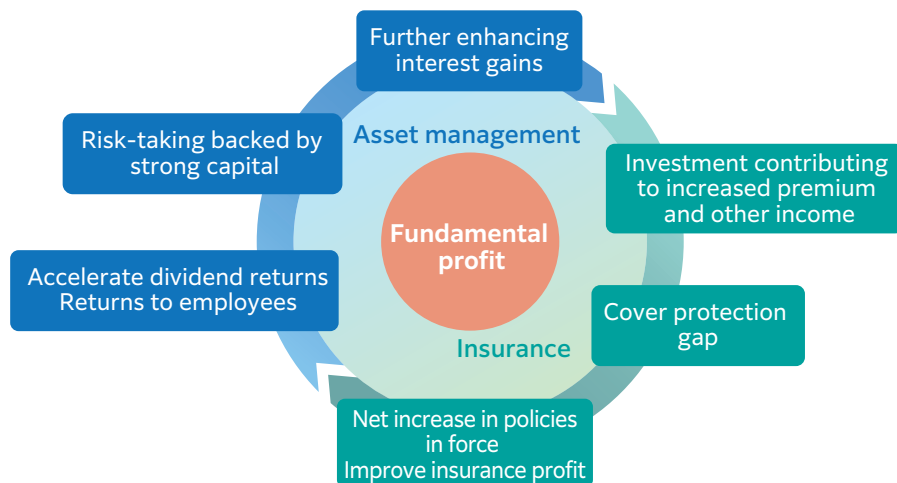 Further enhancing
interest gains
Risk-taking backed by
strong capital
Asset management
Investment contributing
to increased premium
and other income
Fundamental
profit
Accelerate dividend returns
Returns to employees
Cover protection
gap
Insurance
Net increase in policies
in force
Improve insurance profit